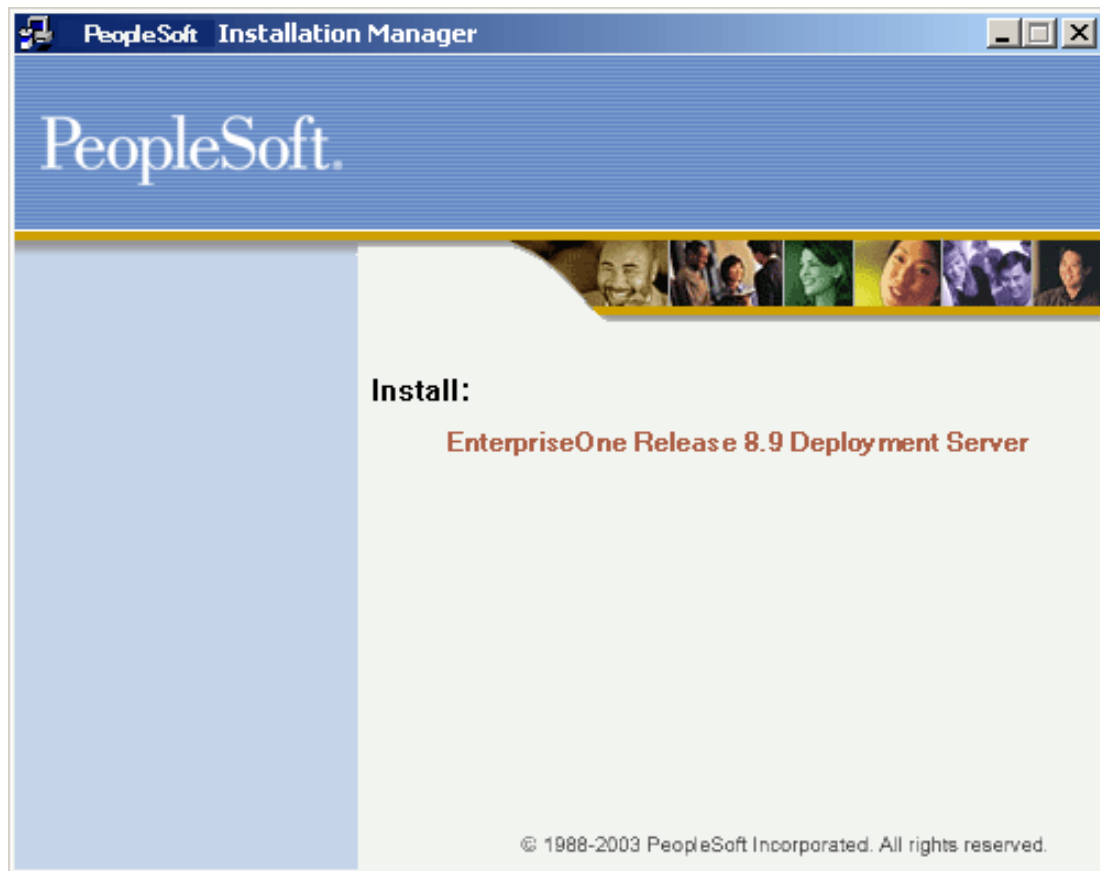 PeopleSoft Installation Manager
PeopleSoft.
Install:
EnterpriseOne Release 8.9 Deployment Server
© 1988-2003 PeopleSoft Incorporated. All rights reserved.